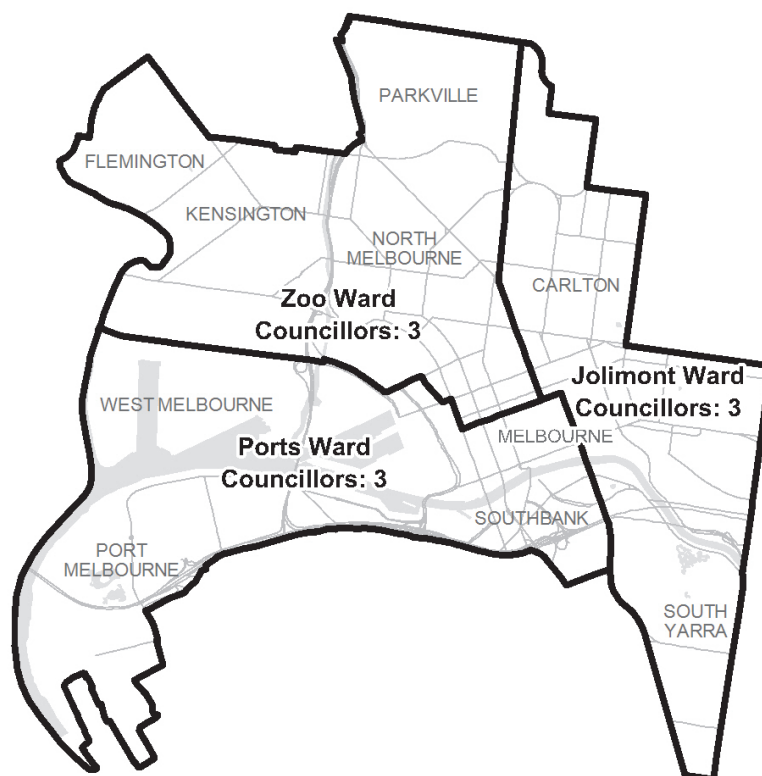 PARKVILLE
FLEMINGTON
KENSINGTON
NORTH
MELBOURNE
CARLTON
Zoo Ward
Councillors: 3
Jolimont Ward
Councillors: 3
WEST MELBOURNE
MELBOURNE
Ports Ward
Councillors: 3
SOUTHBANK
PORT
MELBOURNE
SOUTH
YARRA